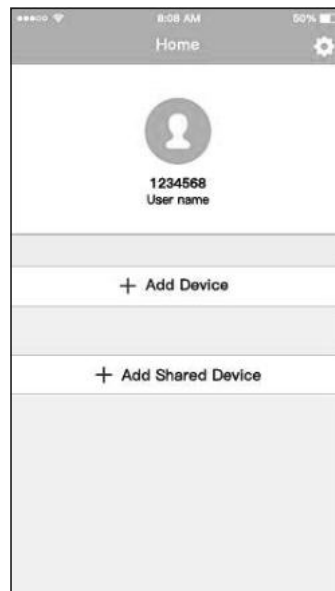 8:08 AM 50%
Home
1234568
User name
+ Add Device
+ Add Shared Device